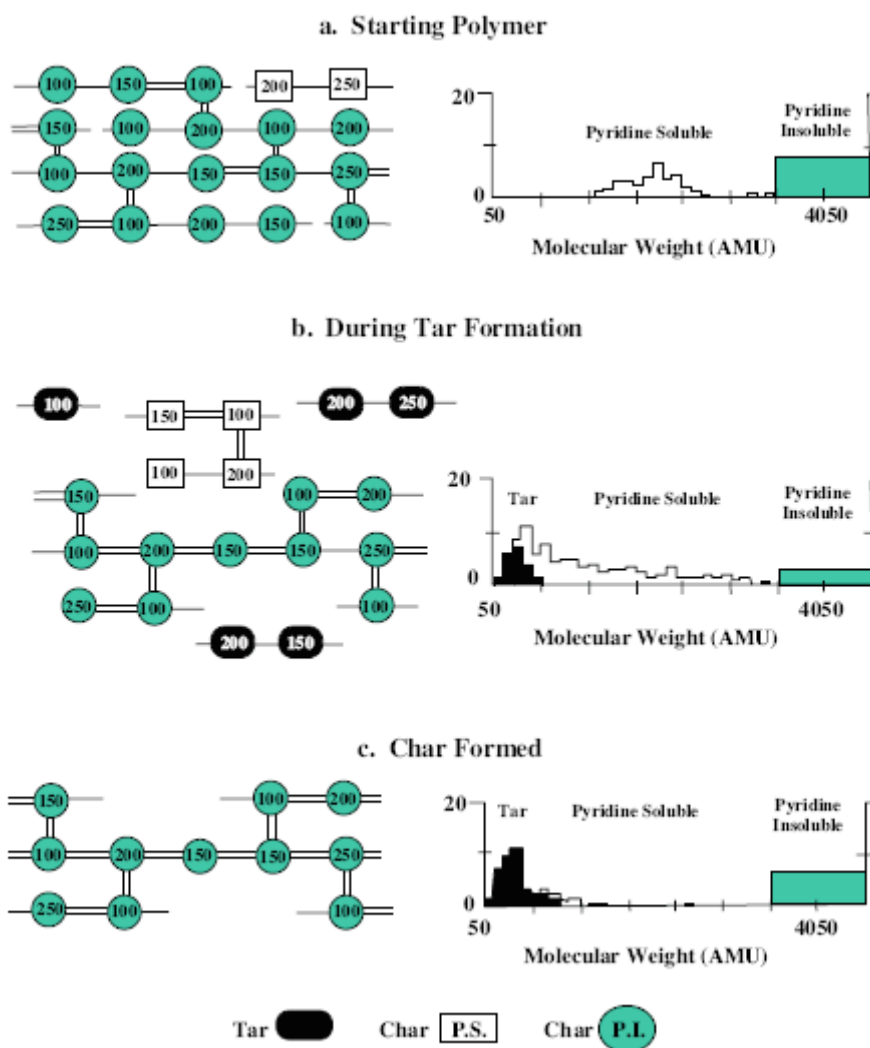 a. Starting Polymer
100 150 100 200 250
150 100 200 100 200
100 200 150 150 250
250 100 200 150 100
20
Pyridine Soluble
Pyridine
Insoluble
0
50 4050
Molecular Weight (AMU)
b. During Tar Formation
100 150 100 200 250
100 200
150 100 200
100 200 150 150 250
250 100 100
200 150
20
Tar Pyridine Soluble
Pyridine
Insoluble
0
50 4050
Molecular Weight (AMU)
c. Char Formed
150 100 200
100 200 150 150 250
250 100 100
20
Tar Pyridine Soluble
Pyridine
Insoluble
0
50 4050
Molecular Weight (AMU)
Tar Char P.S. Char P.I.